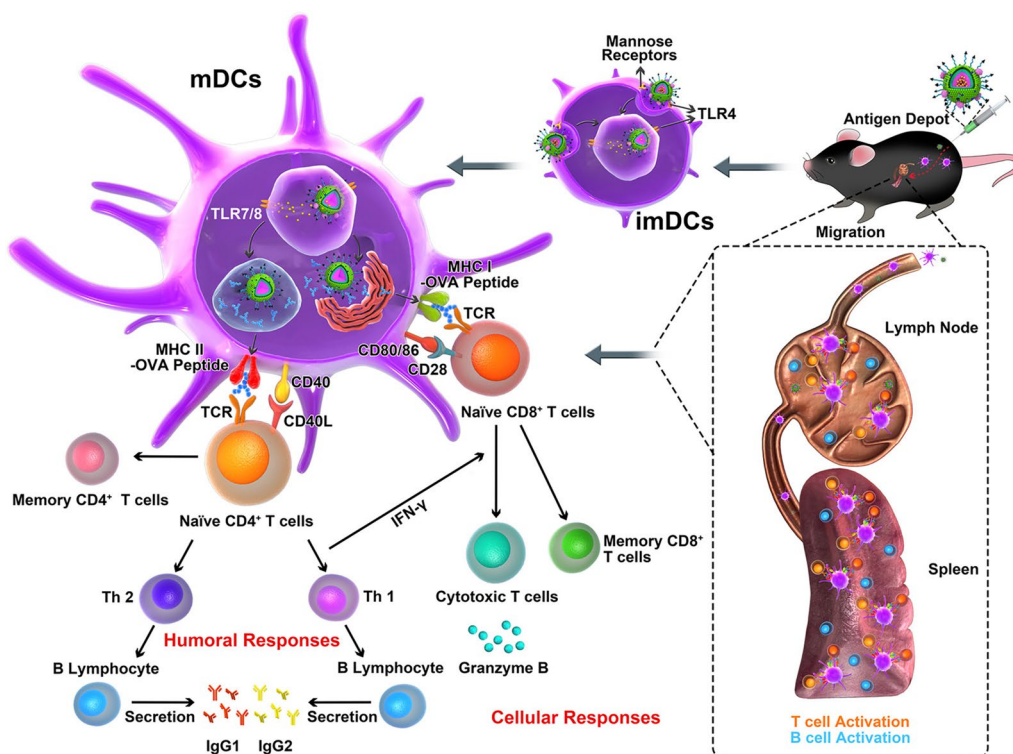 mDCs
Mannose
Receptors
TLR4
imDCs
Antigen Depot
Migration
TLR7/8
MHC I
-OVA Peptide
TCR
CD80/86
CD28
Naïve CD8⁺ T cells
MHC II
-OVA Peptide
CD40
TCR
CD40L
Memory CD4⁺ T cells
Naïve CD4⁺ T cells
IFN-γ
Memory CD8⁺
T cells
Cytotoxic T cells
Granzyme B
Th 2
Th 1
Humoral Responses
B Lymphocyte
B Lymphocyte
Secretion
Secretion
IgG1
IgG2
Cellular Responses
Lymph Node
Spleen
T cell Activation
B cell Activation